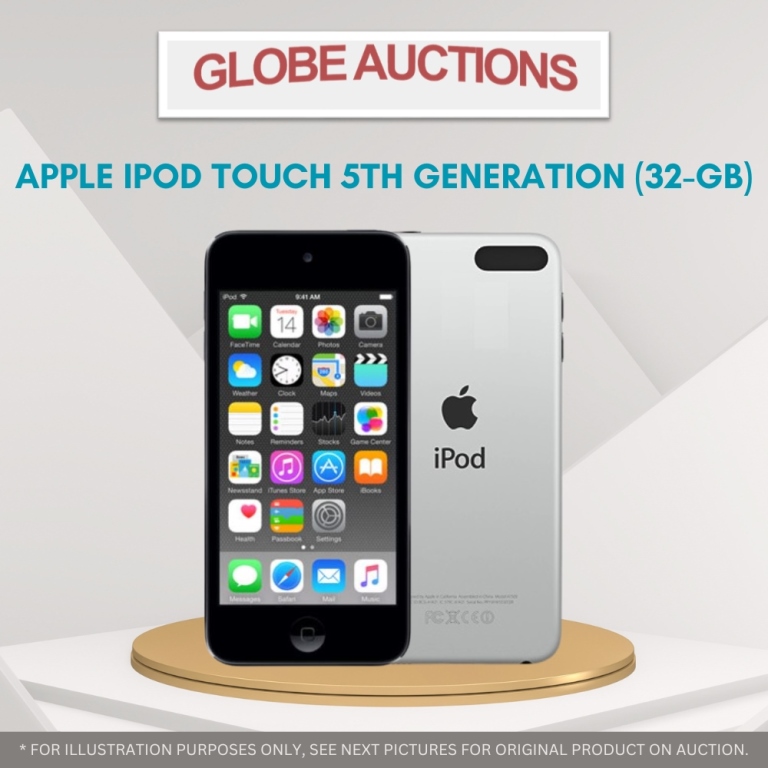 GLOBE AUCTIONS
APPLE IPOD TOUCH 5TH GENERATION (32-GB)
iPod 9:41 AM
Tuesday
14
FaceTime Calendar Photos Camera
Weather Clock Maps Videos
Notes Reminders Stocks Game Center
Newsstand iTunes Store App Store iBooks
Health Passbook Settings
Messages Safari Mail Music
iPod
* FOR ILLUSTRATION PURPOSES ONLY, SEE NEXT PICTURES FOR ORIGINAL PRODUCT ON AUCTION.